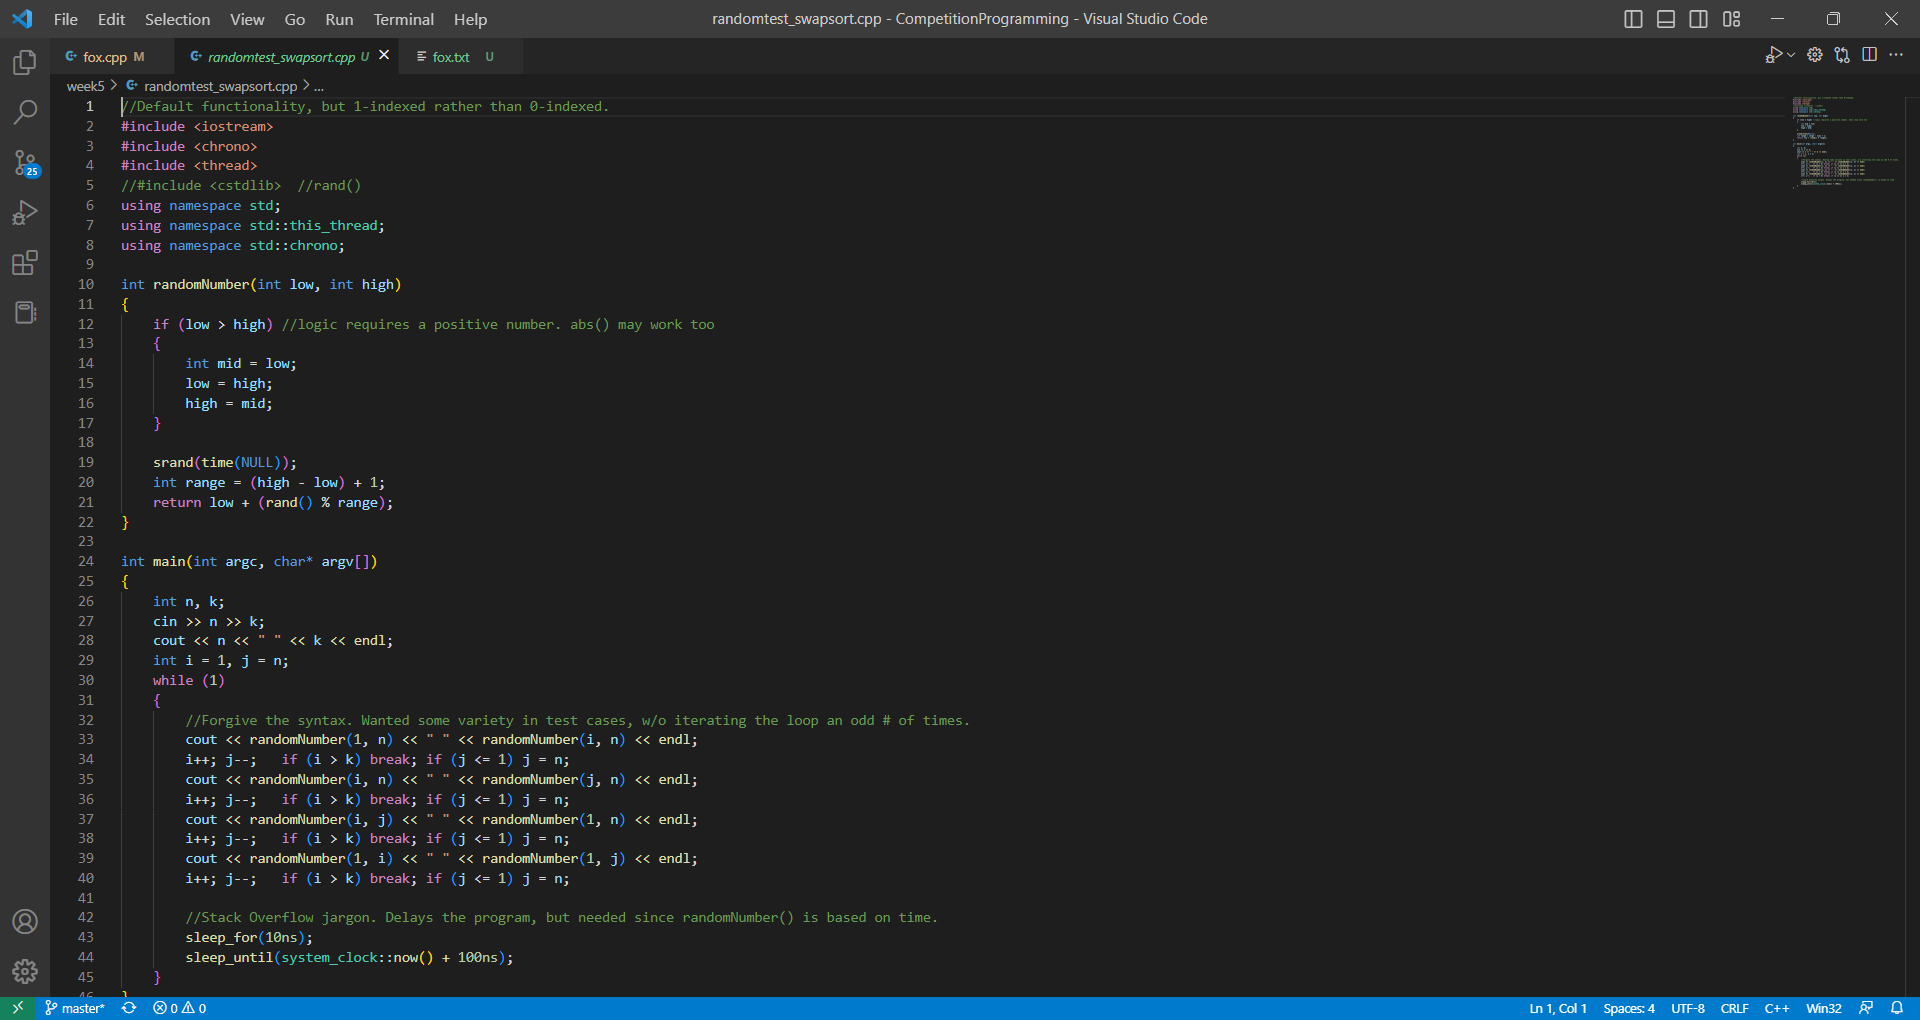 File Edit Selection View Go Run Terminal Help
randomtest_swapsort.cpp - CompetitionProgramming - Visual Studio Code
fox.cpp M
randomtest_swapsort.cpp U
fox.txt U
week5 > randomtest_swapsort.cpp > ...
25
1 //Default functionality, but 1-indexed rather than 0-indexed.
2 #include <iostream>
3 #include <chrono>
4 #include <thread>
5 //#include <cstdlib>  //rand()
6 using namespace std;
7 using namespace std::this_thread;
8 using namespace std::chrono;
9
10 int randomNumber(int low, int high)
11 {
12     if (low > high) //logic requires a positive number. abs() may work too
13     {
14         int mid = low;
15         low = high;
16         high = mid;
17     }
18
19     srand(time(NULL));
20     int range = (high - low) + 1;
21     return low + (rand() % range);
22 }
23
24 int main(int argc, char* argv[])
25 {
26     int n, k;
27     cin >> n >> k;
28     cout << n << " " << k << endl;
29     int i = 1, j = n;
30     while (1)
31     {
32         //Forgive the syntax. Wanted some variety in test cases, w/o iterating the loop an odd # of times.
33         cout << randomNumber(1, n) << " " << randomNumber(i, n) << endl;
34         i++; j--;   if (i > k) break; if (j <= 1) j = n;
35         cout << randomNumber(i, n) << " " << randomNumber(j, n) << endl;
36         i++; j--;   if (i > k) break; if (j <= 1) j = n;
37         cout << randomNumber(i, j) << " " << randomNumber(1, n) << endl;
38         i++; j--;   if (i > k) break; if (j <= 1) j = n;
39         cout << randomNumber(1, i) << " " << randomNumber(1, j) << endl;
40         i++; j--;   if (i > k) break; if (j <= 1) j = n;
41
42         //Stack Overflow jargon. Delays the program, but needed since randomNumber() is based on time.
43         sleep_for(10ns);
44         sleep_until(system_clock::now() + 100ns);
45     }
46 }
master* 0 0
Ln 1, Col 1 Spaces: 4 UTF-8 CRLF C++ Win32